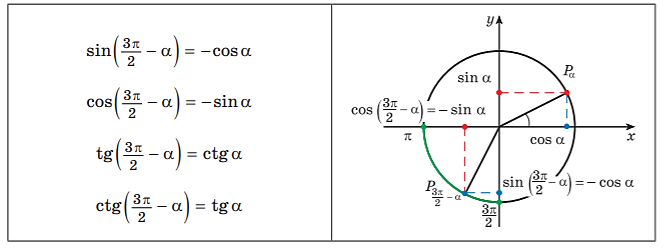 sin(3π/2 − α) = −cos α
cos(3π/2 − α) = −sin α
tg(3π/2 − α) = ctg α
ctg(3π/2 − α) = tg α
y
P_α
sin α
cos (3π/2 − α) = − sin α
cos α
π
x
P_{3π/2 − α}
sin (3π/2 − α) = − cos α
3π/2